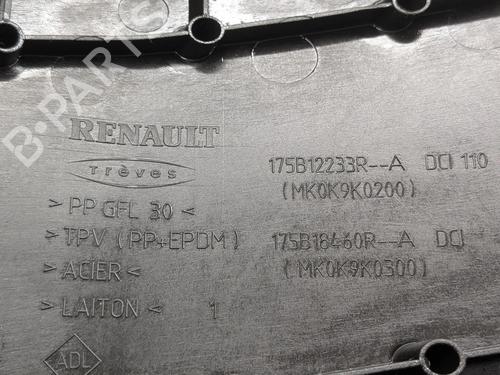 B-PARTS
RENAULT
Trèves
175B12233R--A DCI 110
(MK0K9K0200)
> PP GFL 30 <
> TPV (PP+EPDM)
175B18460R--A DCI
(MK0K9K0300)
> ACIER <
> LAITON < 1
ADL